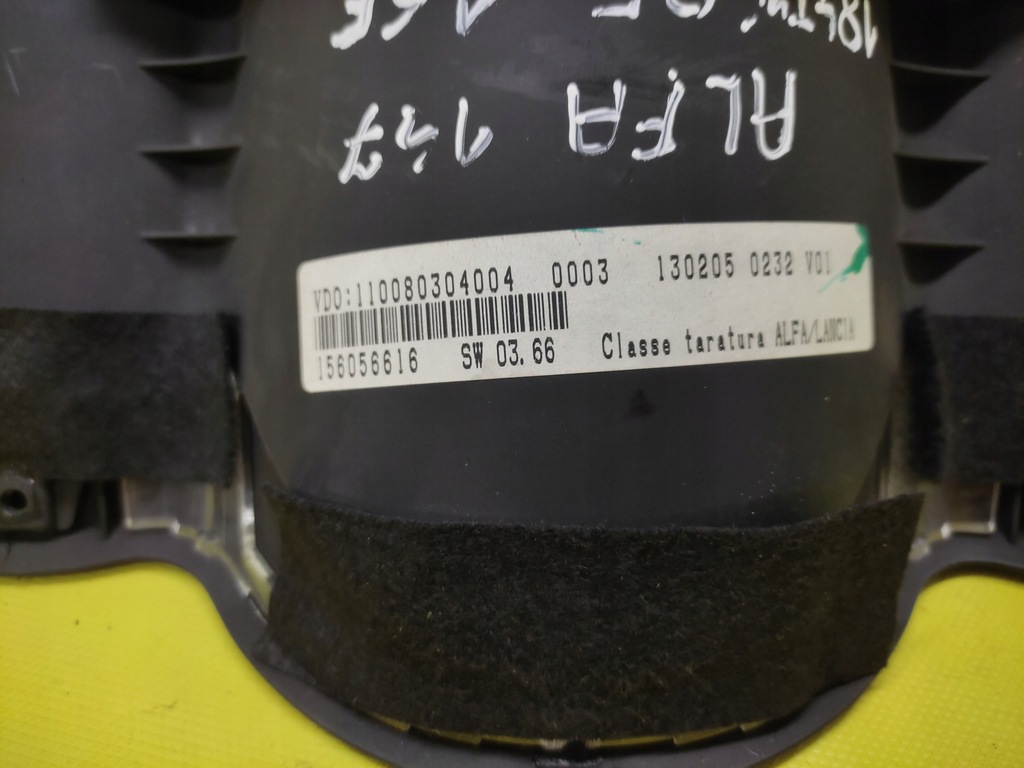 VDO:110080304004 0003 130205 0232 V01
156056616 SW 03.66 Classe taratura ALFA/LANCIA
ALFA 147